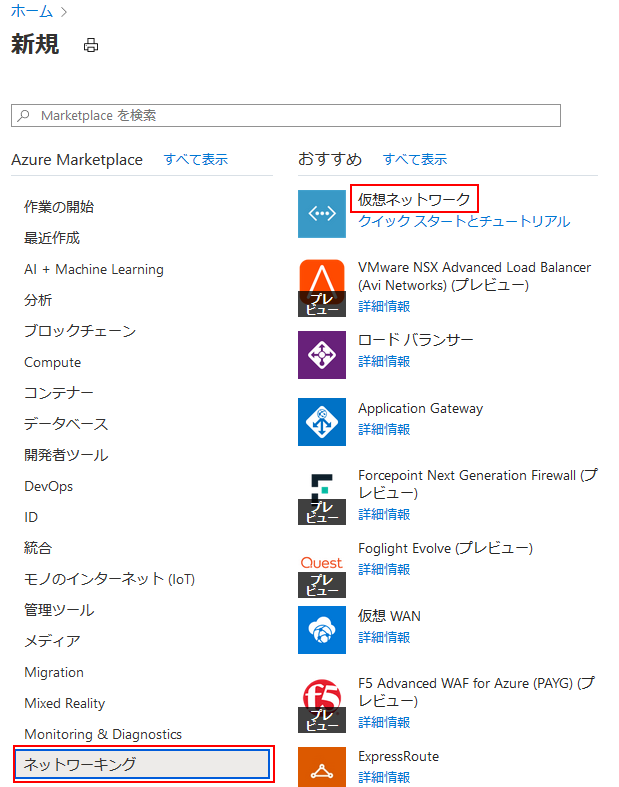 ホーム >
新規
Marketplace を検索
Azure Marketplace すべて表示
作業の開始
最近作成
AI + Machine Learning
分析
ブロックチェーン
Compute
コンテナー
データベース
開発者ツール
DevOps
ID
統合
モノのインターネット (IoT)
管理ツール
メディア
Migration
Mixed Reality
Monitoring & Diagnostics
ネットワーキング
おすすめ すべて表示
仮想ネットワーク
クイック スタートとチュートリアル
プレ
ビュー
VMware NSX Advanced Load Balancer
(Avi Networks) (プレビュー)
詳細情報
ロード バランサー
詳細情報
Application Gateway
詳細情報
プレ
ビュー
Forcepoint Next Generation Firewall (プ
レビュー)
詳細情報
Quest
プレ
ビュー
Foglight Evolve (プレビュー)
詳細情報
仮想 WAN
詳細情報
f5
プレ
ビュー
F5 Advanced WAF for Azure (PAYG) (プ
レビュー)
詳細情報
ExpressRoute
詳細情報